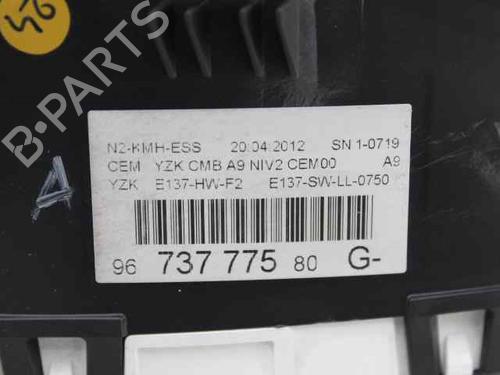 24
N2-KMH-ESS 20.04.2012 SN 1-0719
CEM YZK CMB A9 NIV2 CEM00 A9
YZK E137-HW-F2 E137-SW-LL-0750
96 737 775 80 G-
A
B-PARTS